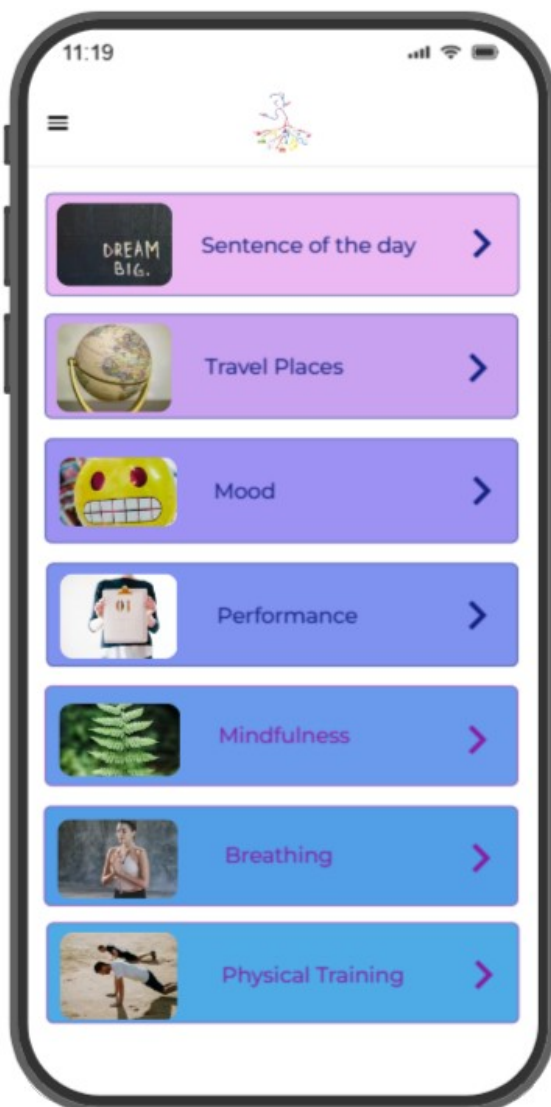 11:19
DREAM
BIG.
Sentence of the day
Travel Places
Mood
01
Performance
Mindfulness
Breathing
Physical Training